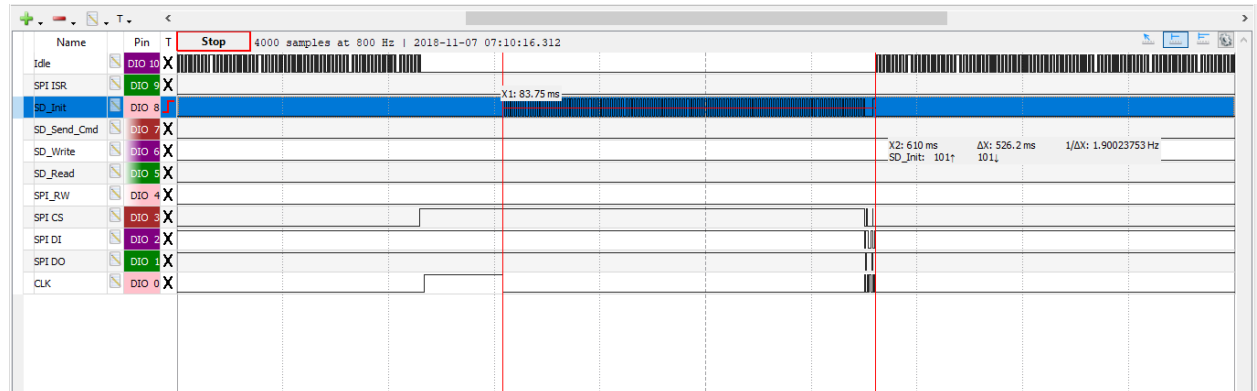 T
Name Pin T Stop 4000 samples at 800 Hz | 2018-11-07 07:10:16.312
Idle DIO 10 X
SPI ISR DIO 9 X
X1: 83.75 ms
SD_Init DIO 8
SD_Send_Cmd DIO 7 X
SD_Write DIO 6 X
X2: 610 ms ΔX: 526.2 ms 1/ΔX: 1.90023753 Hz
SD_Init: 101↑ 101↓
SD_Read DIO 5 X
SPI_RW DIO 4 X
SPI CS DIO 3 X
SPI DI DIO 2 X
SPI DO DIO 1 X
CLK DIO 0 X